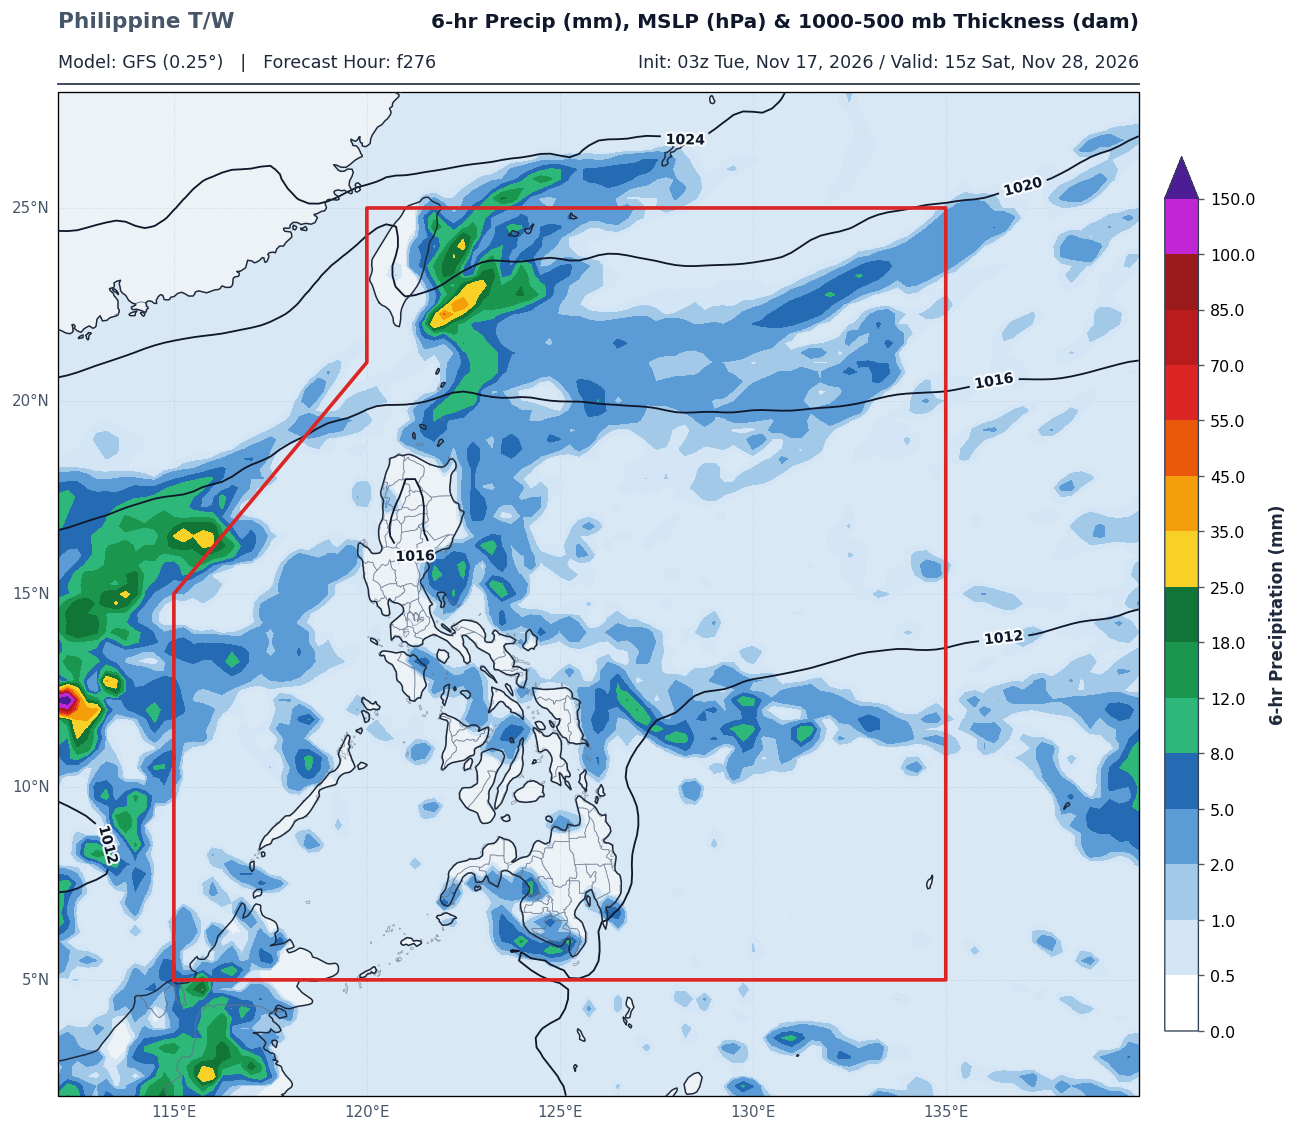 Philippine T/W
6-hr Precip (mm), MSLP (hPa) & 1000-500 mb Thickness (dam)
Model: GFS (0.25°) | Forecast Hour: f276
Init: 03z Tue, Nov 17, 2026 / Valid: 15z Sat, Nov 28, 2026
1024
1020
1016
1016
1012
1012
25°N
20°N
15°N
10°N
5°N
115°E
120°E
125°E
130°E
135°E
150.0
100.0
85.0
70.0
55.0
45.0
35.0
25.0
18.0
12.0
8.0
5.0
2.0
1.0
0.5
0.0
6-hr Precipitation (mm)